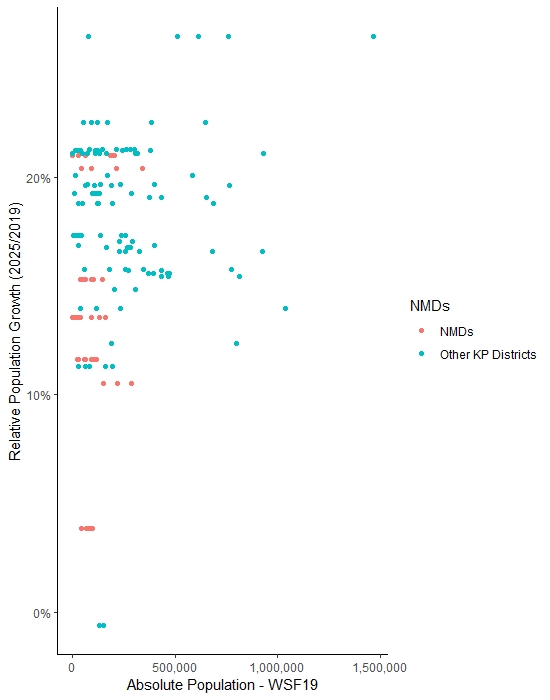 Relative Population Growth (2025/2019)
20%
10%
0%
0
500,000
1,000,000
1,500,000
Absolute Population - WSF19
NMDs
NMDs
Other KP Districts